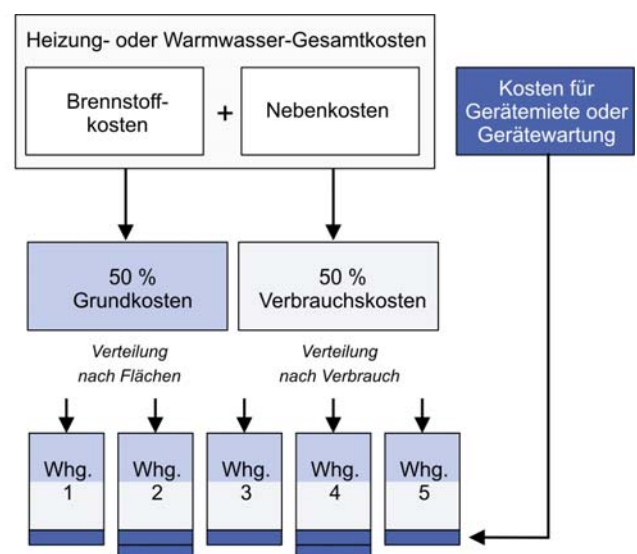 Heizung- oder Warmwasser-Gesamtkosten
Brennstoff-
kosten
+
Nebenkosten
Kosten für
Gerätemiete oder
Gerätewartung
50 %
Grundkosten
50 %
Verbrauchskosten
Verteilung
nach Flächen
Verteilung
nach Verbrauch
Whg.
1
Whg.
2
Whg.
3
Whg.
4
Whg.
5